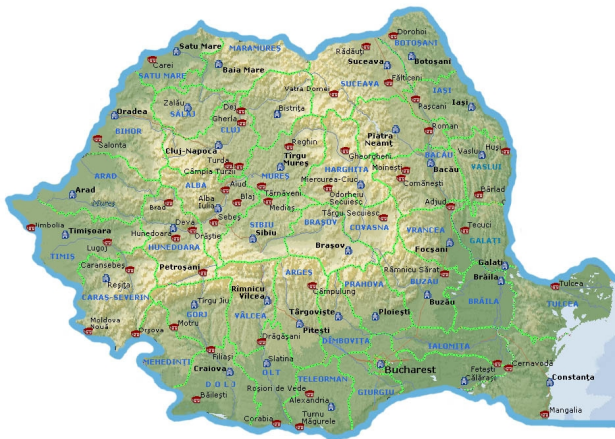 Dorohoi
BOTOȘANI
Satu Mare
MARAMUREȘ
Rădăuți
Carei
Baia Mare
Suceava
Botoșani
SATU MARE
SUCEAVA
Fălticeni
Vatra Dornei
IAȘI
Zalău
Dej
Pașcani
Iași
Oradea
SĂLAJ
Gherla
Bistrița
BIHOR
CLUJ
Piatra
Neamț
Roman
Salonta
Cluj-Napoca
Reghin
Vaslui
Huși
Turda
Tîrgu
Mureș
Gheorgheni
BACĂU
VASLUI
ARAD
Câmpia Turzii
HARGHITA
Moinești
Bacău
ALBA
MUREȘ
Miercurea-Ciuc
Comănești
Arad
Aiud
Târnăveni
Odorheiu
Secuiesc
Bârlad
Mureș
Brad
Alba
Iulia
Blaj
Mediaș
Târgu
Secuiesc
Adjud
Jimbolia
Timișoara
Deva
Sebeș
SIBIU
BRAȘOV
COVASNA
VRANCEA
Tecuci
Hunedoara
Orăștie
Sibiu
GALAȚI
Lugoj
HUNEDOARA
Brașov
Focșani
TIMIȘ
Caransebeș
Petroșani
Râmnicu Sărat
Galați
Reșița
ARGEȘ
PRAHOVA
BUZĂU
Brăila
CARAȘ-SEVERIN
Tîrgu Jiu
Rîmnicu
Vîlcea
Câmpulung
Tulcea
GORJ
VÂLCEA
Târgoviște
Ploiești
Buzău
BRĂILA
TULCEA
Moldova
Nouă
Orșova
Motru
Pitești
Drăgășani
DÎMBOVIȚA
IALOMIȚA
MEHEDINȚI
Filiași
Slatina
Bucharest
Cernavodă
Craiova
OLT
TELEORMAN
Fetești
Călărași
DOLJ
Roșiori de Vede
GIURGIU
Constanța
Băilești
Alexandria
Corabia
Turnu
Măgurele
Mangalia